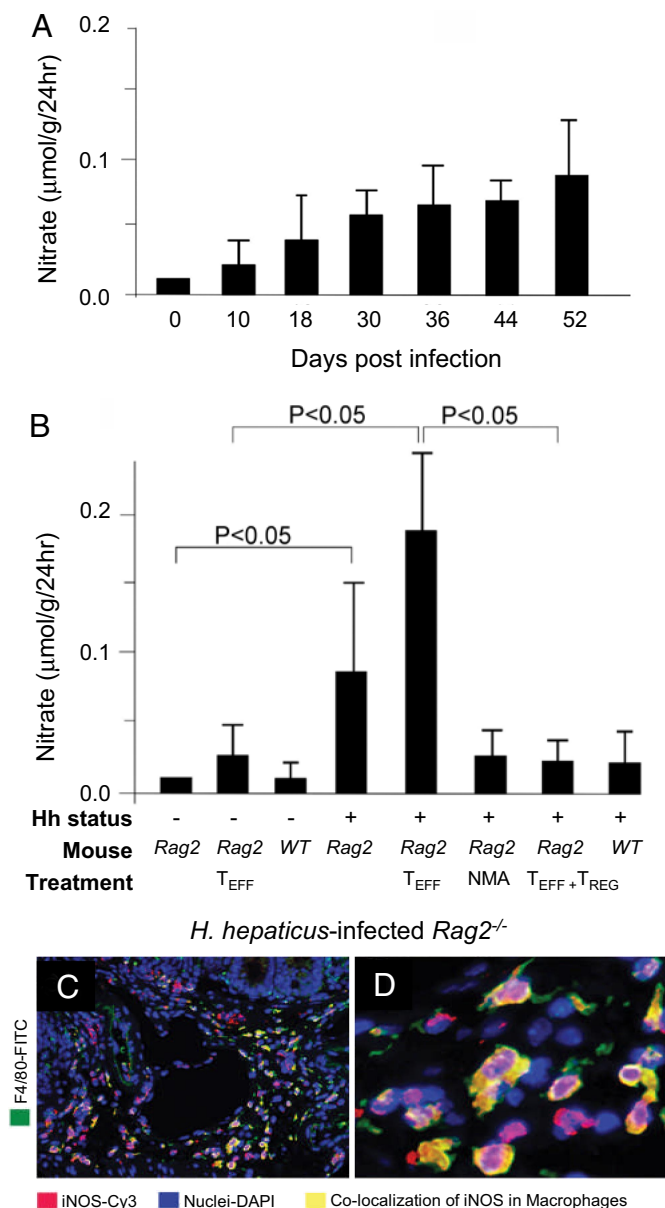 A
0.2
0.1
0.0
Nitrate (μmol/g/24hr)
0 10 18 30 36 44 52
Days post infection
B
P<0.05 P<0.05
P<0.05
0.2
0.1
0.0
Nitrate (μmol/g/24hr)
Hh status - - - + + + + +
Mouse Rag2 Rag2 WT Rag2 Rag2 Rag2 Rag2 WT
Treatment TEFF TEFF NMA TEFF + TREG
H. hepaticus-infected Rag2-/-
C D
F4/80-FITC
iNOS-Cy3 Nuclei-DAPI Co-localization of iNOS in Macrophages